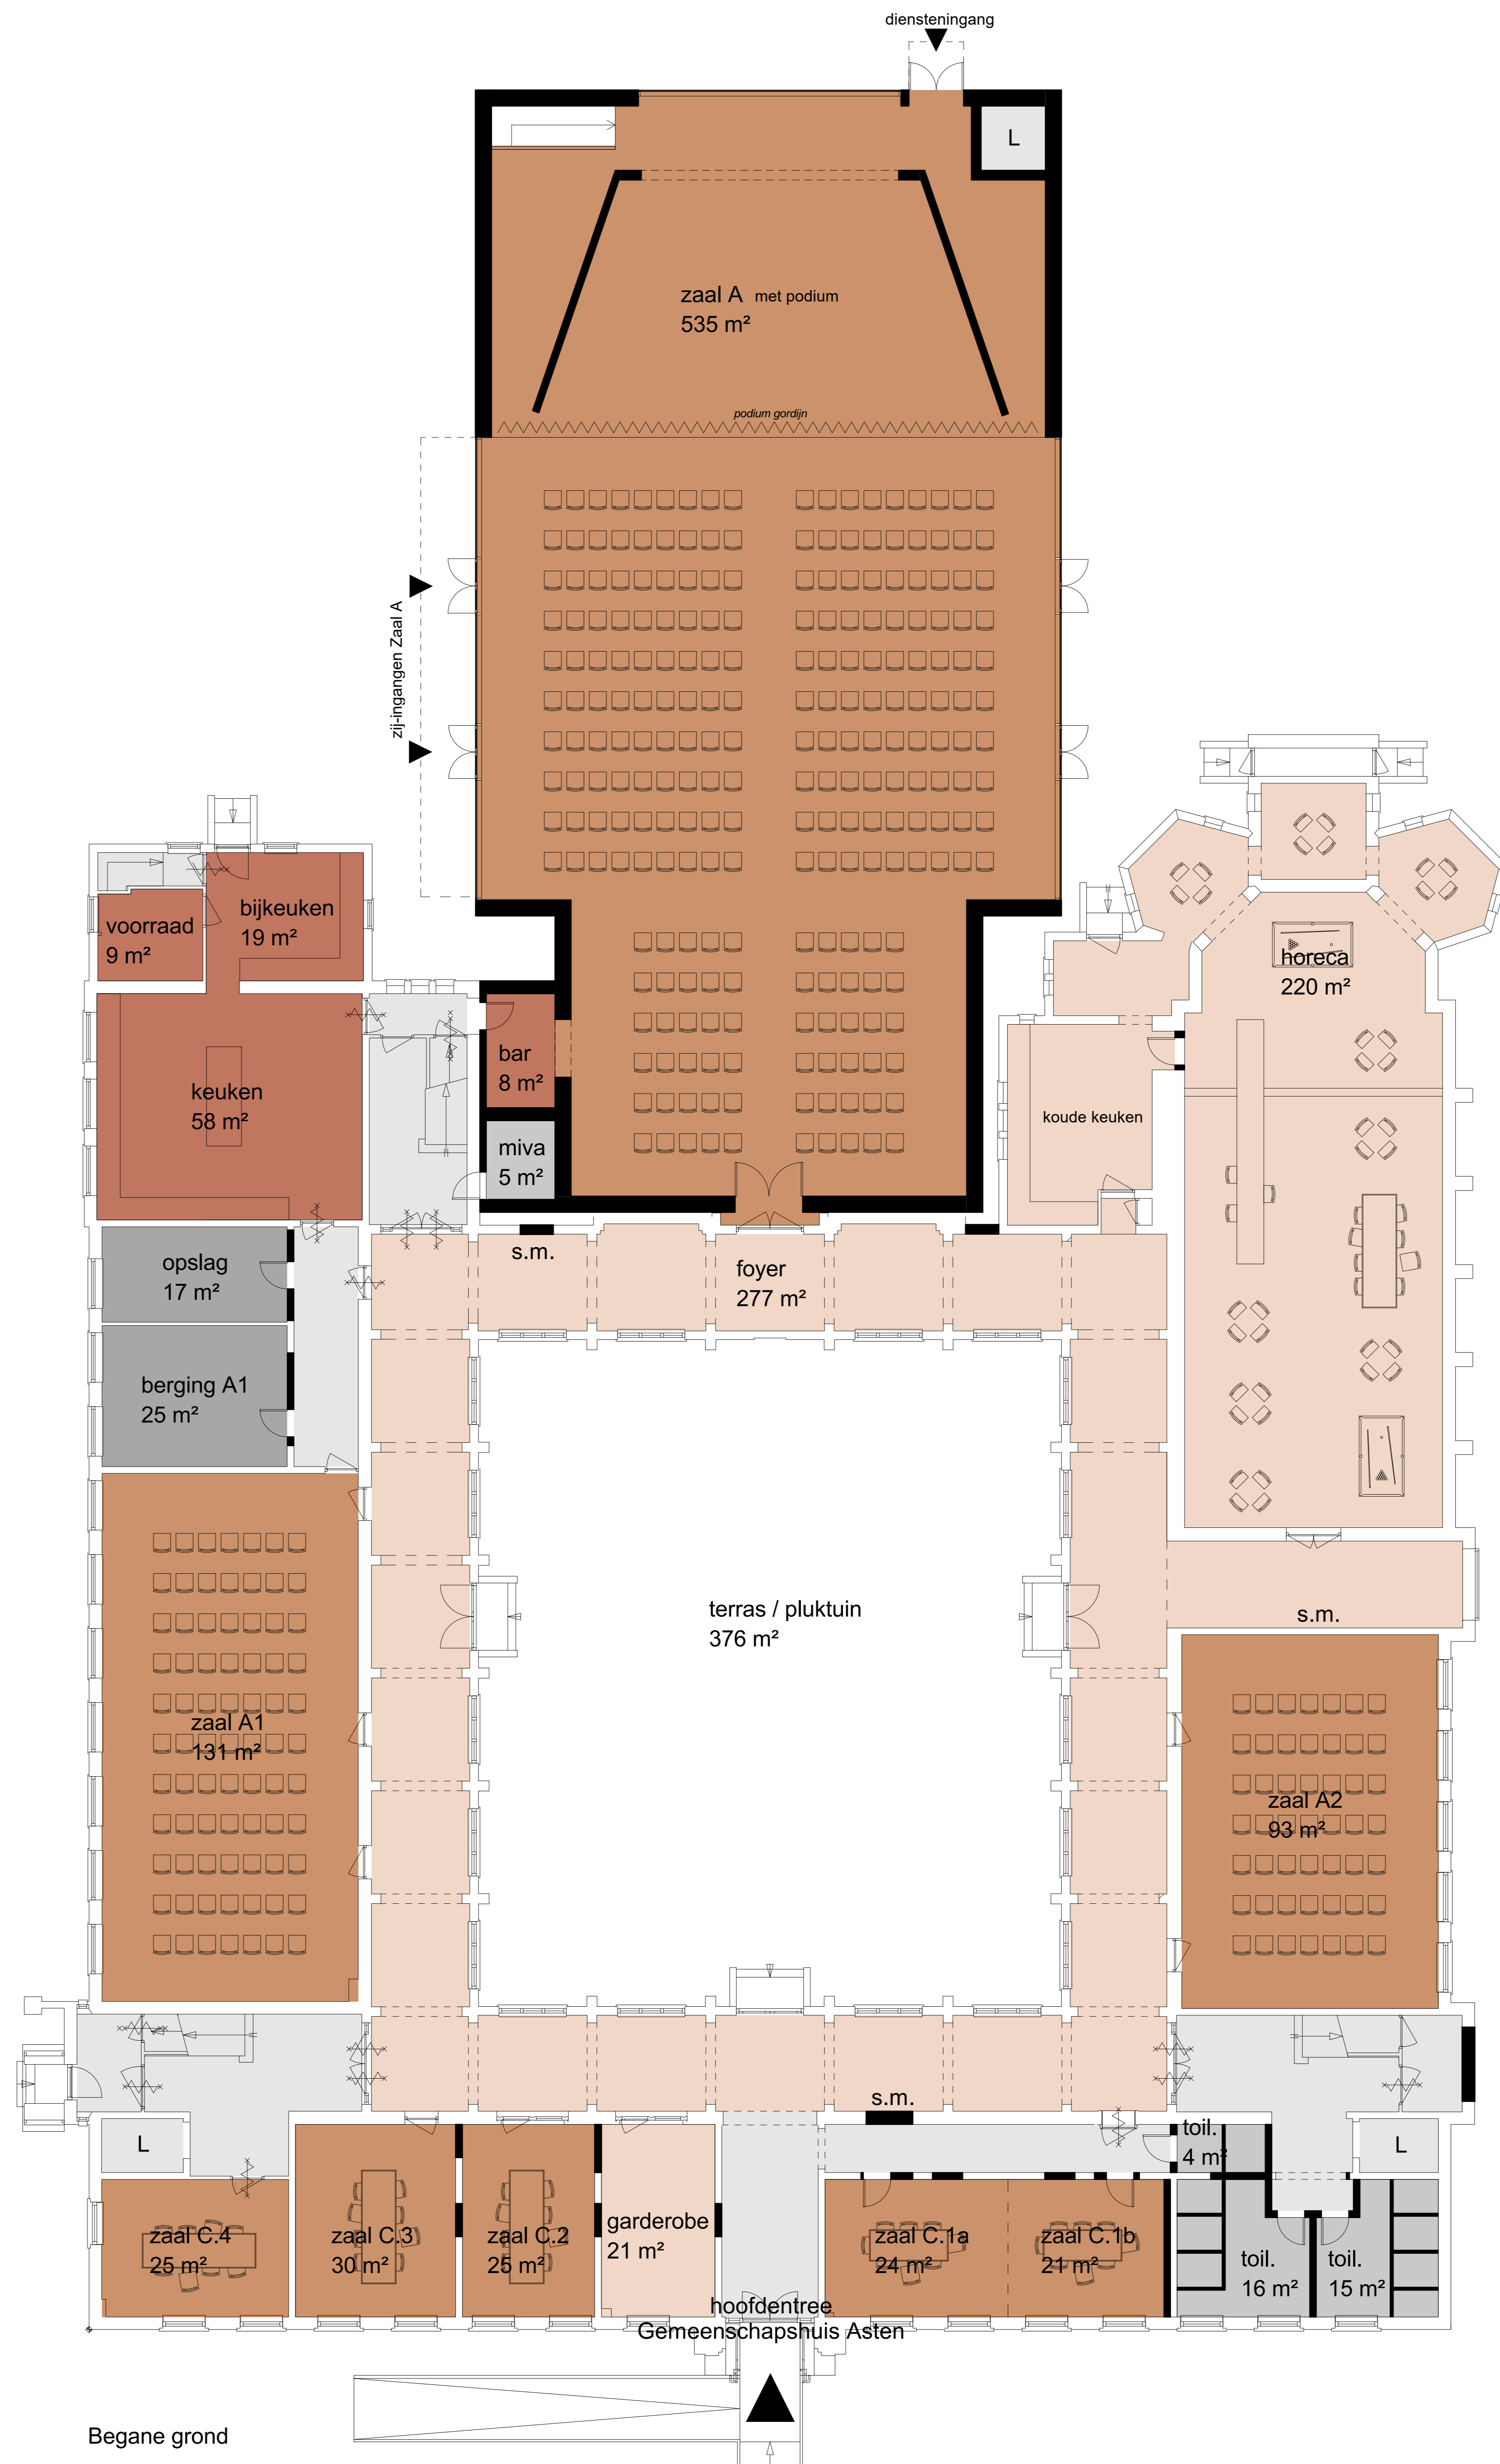 diensteningang
L
zaal A met podium
535 m²
podium gordijn
zij-ingangen Zaal A
voorraad
9 m²
bijkeuken
19 m²
horeca
220 m²
keuken
58 m²
bar
8 m²
miva
5 m²
koude keuken
opslag
17 m²
s.m.
foyer
277 m²
berging A1
25 m²
terras / pluktuin
376 m²
s.m.
zaal A1
131 m²
zaal A2
93 m²
s.m.
toil.
4 m²
L
L
zaal C.4
25 m²
zaal C.3
30 m²
zaal C.2
25 m²
garderobe
21 m²
zaal C.1a
24 m²
zaal C.1b
21 m²
toil.
16 m²
toil.
15 m²
hoofdentree
Gemeenschapshuis Asten
Begane grond